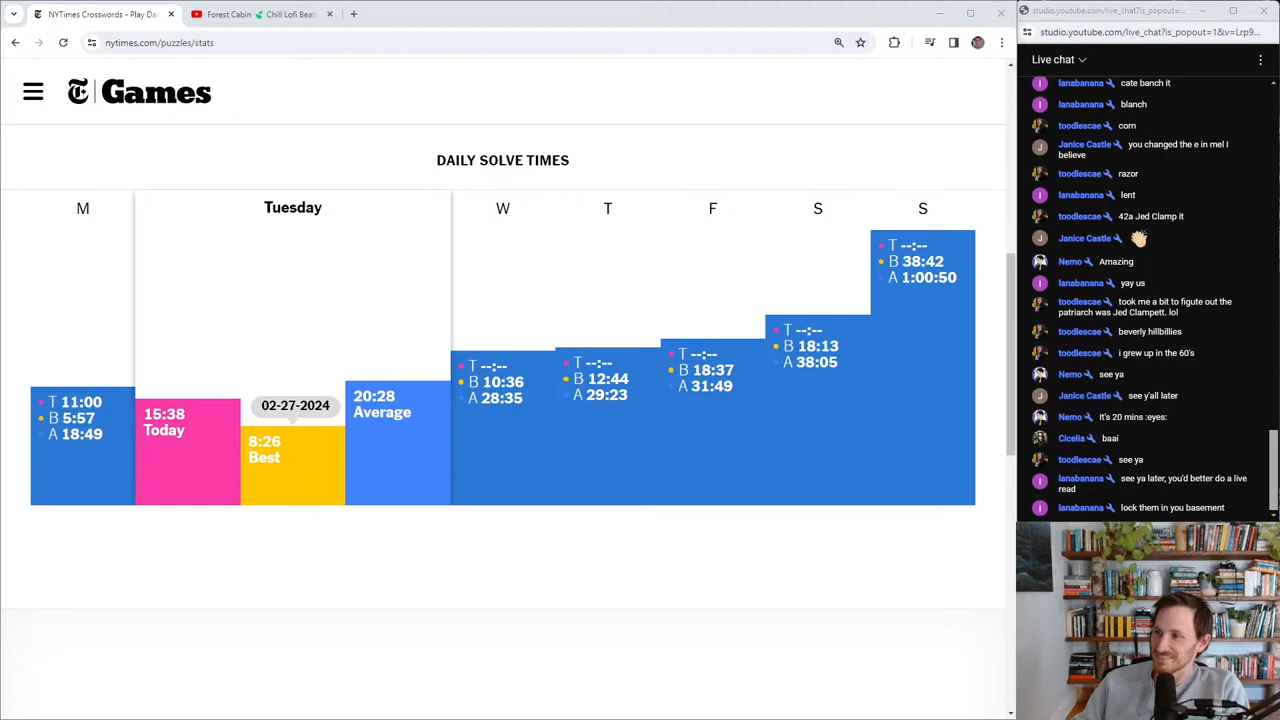 NYTimes Crosswords - Play Da
Forest Cabin
Chill Lofi Beats
nytimes.com/puzzles/stats
Games
DAILY SOLVE TIMES
M
Tuesday
W
T
F
S
S
T 11:00
B 5:57
A 18:49
15:38
Today
02-27-2024
8:26
Best
20:28
Average
T --:--
B 10:36
A 28:35
T --:--
B 12:44
A 29:23
T --:--
B 18:37
A 31:49
T --:--
B 18:13
A 38:05
T --:--
B 38:42
A 1:00:50
studio.youtube.com/live_chat?is_popout=...
studio.youtube.com/live_chat?is_popout=1&v=Lrp9...
Live chat
lanabanana cate banch it
lanabanana blanch
toodlescae corn
J Janice Castle you changed the e in mel I
believe
toodlescae razor
lanabanana lent
toodlescae 42a Jed Clamp it
J Janice Castle
Nemo Amazing
lanabanana yay us
toodlescae took me a bit to figute out the
patriarch was Jed Clampett. lol
toodlescae beverly hillbillies
toodlescae i grew up in the 60's
Nemo see ya
J Janice Castle see y'all later
Nemo It's 20 mins :eyes:
Cicelia baai
toodlescae see ya
lanabanana see ya later, you'd better do a live
read
lanabanana lock them in you basement